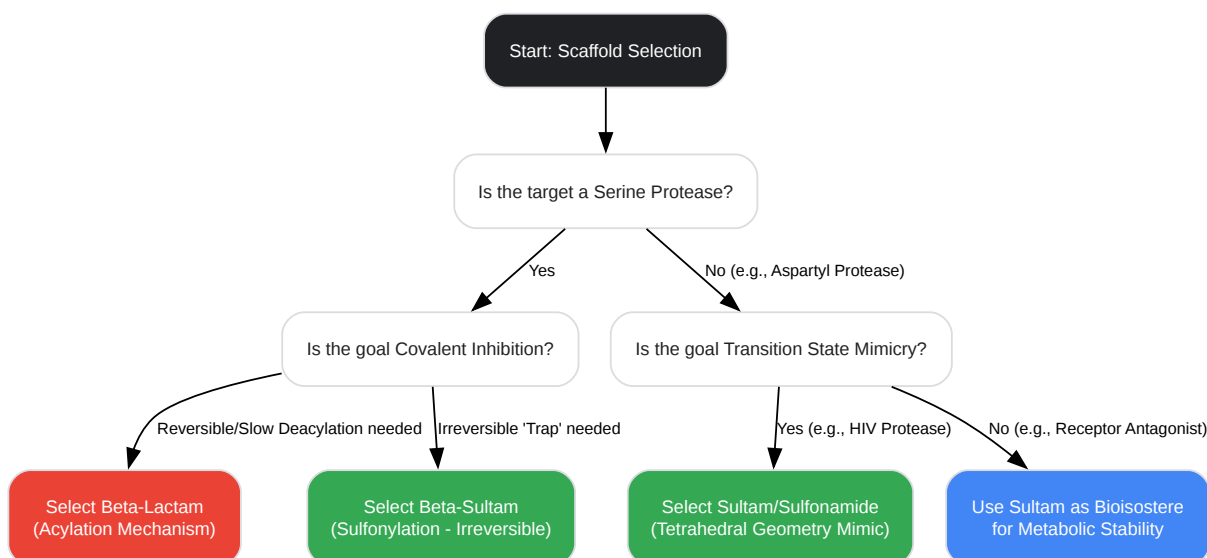 Start: Scaffold Selection
Is the target a Serine Protease?
Yes
No (e.g., Aspartyl Protease)
Is the goal Covalent Inhibition?
Is the goal Transition State Mimicry?
Reversible/Slow Deacylation needed
Irreversible 'Trap' needed
Yes (e.g., HIV Protease)
No (e.g., Receptor Antagonist)
Select Beta-Lactam
(Acylation Mechanism)
Select Beta-Sultam
(Sulfonylation - Irreversible)
Select Sultam/Sulfonamide
(Tetrahedral Geometry Mimic)
Use Sultam as Bioisostere
for Metabolic Stability